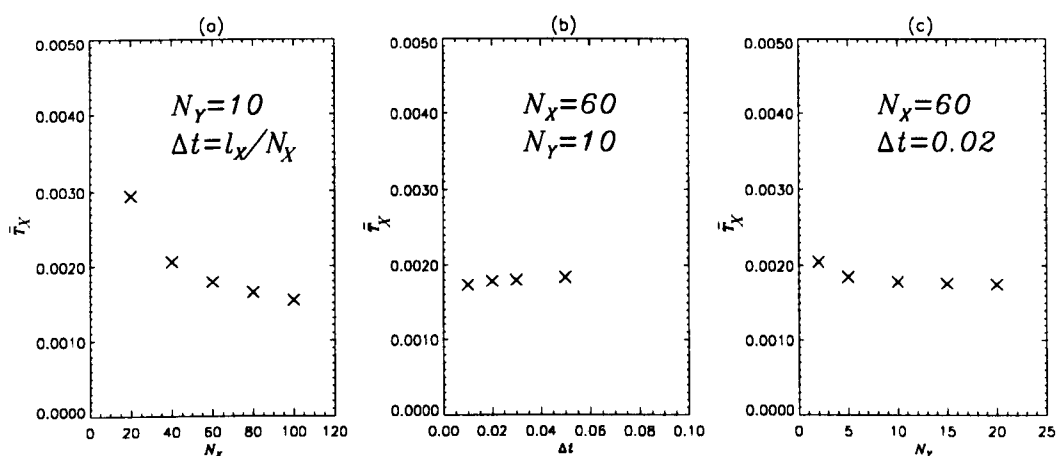 (a)
0.0050
0.0040
0.0030
0.0020
0.0010
0.0000
N_Y=10
Δt=l_X/N_X
τ̿_X
0 20 40 60 80 100 120
N_X
(b)
0.0050
0.0040
0.0030
0.0020
0.0010
0.0000
N_X=60
N_Y=10
τ̿_X
0.00 0.02 0.04 0.06 0.08 0.10
Δt
(c)
0.0050
0.0040
0.0030
0.0020
0.0010
0.0000
N_X=60
Δt=0.02
τ̿_X
0 5 10 15 20 25
N_Y